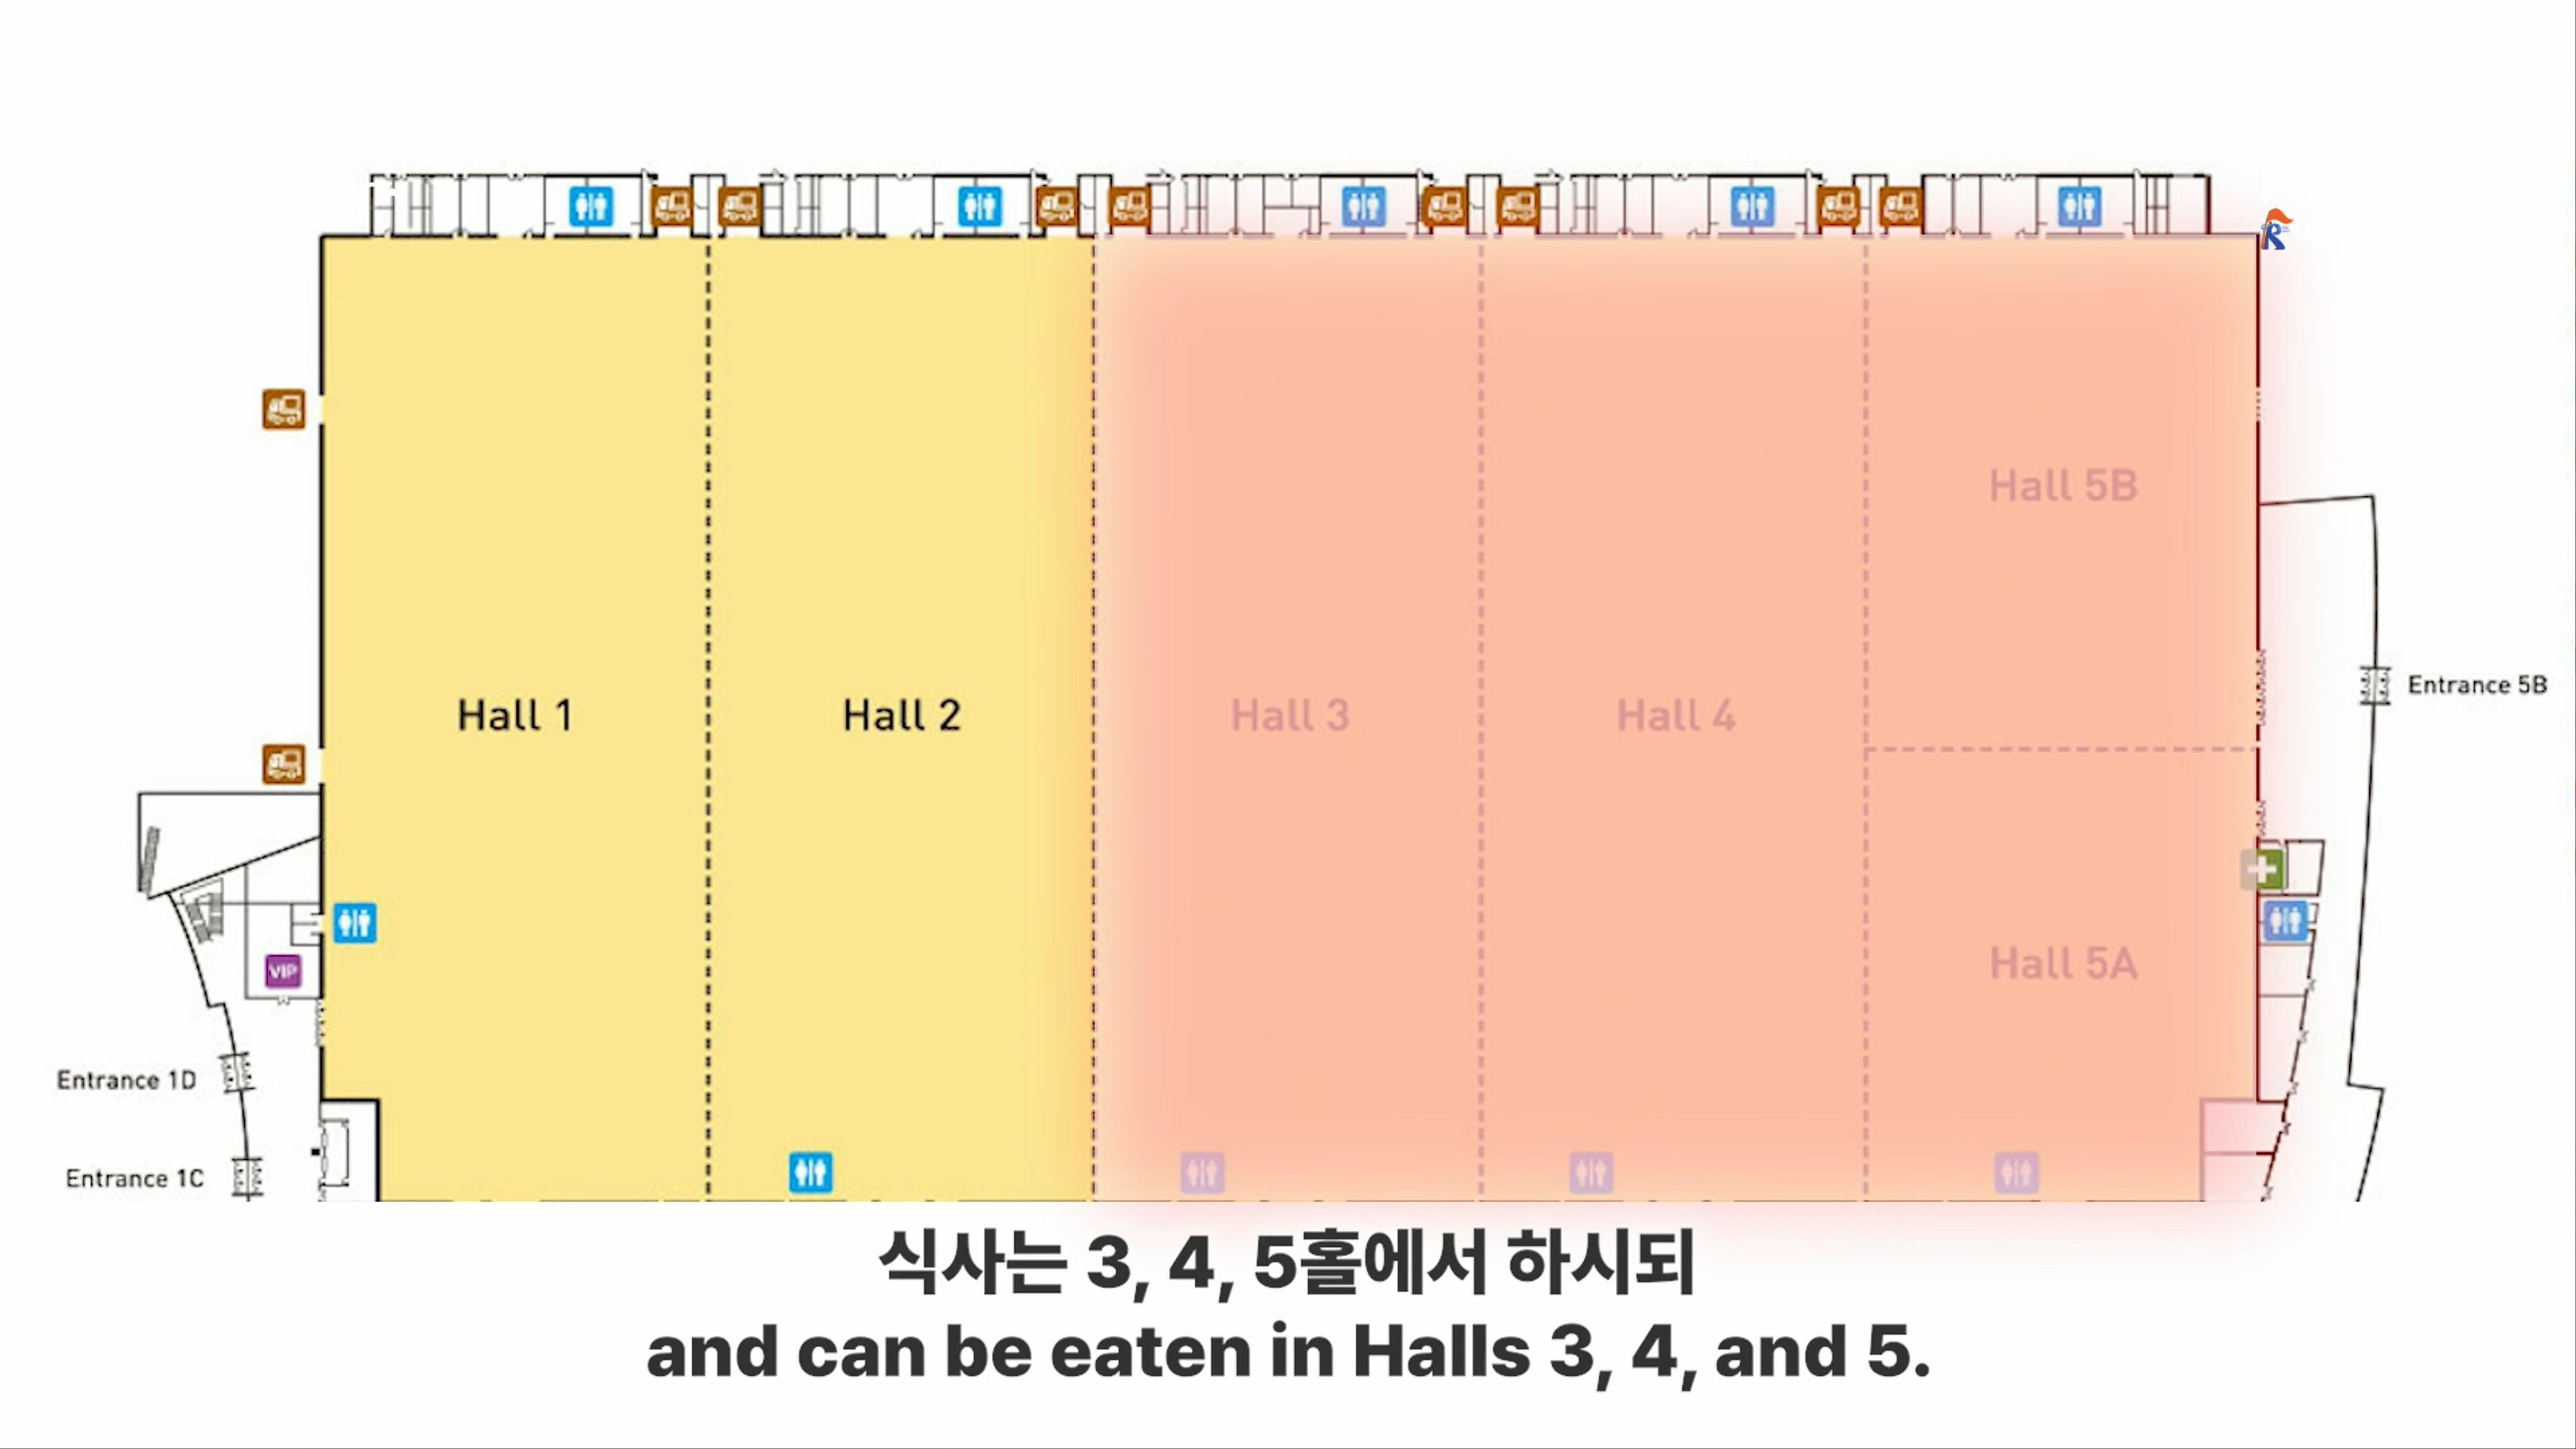 Hall 5B
Entrance 5B
Hall 1
Hall 2
Hall 3
Hall 4
Hall 5A
VIP
Entrance 1D
Entrance 1C
식사는 3, 4, 5홀에서 하시되
and can be eaten in Halls 3, 4, and 5.